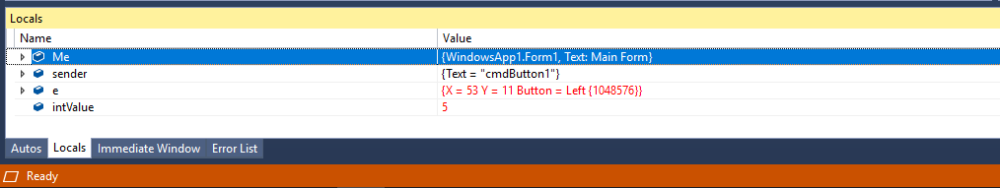 Locals
Name Value
Me {WindowsApp1.Form1, Text: Main Form}
sender {Text = "cmdButton1"}
e {X = 53 Y = 11 Button = Left {1048576}}
intValue 5
Autos Locals Immediate Window Error List
Ready